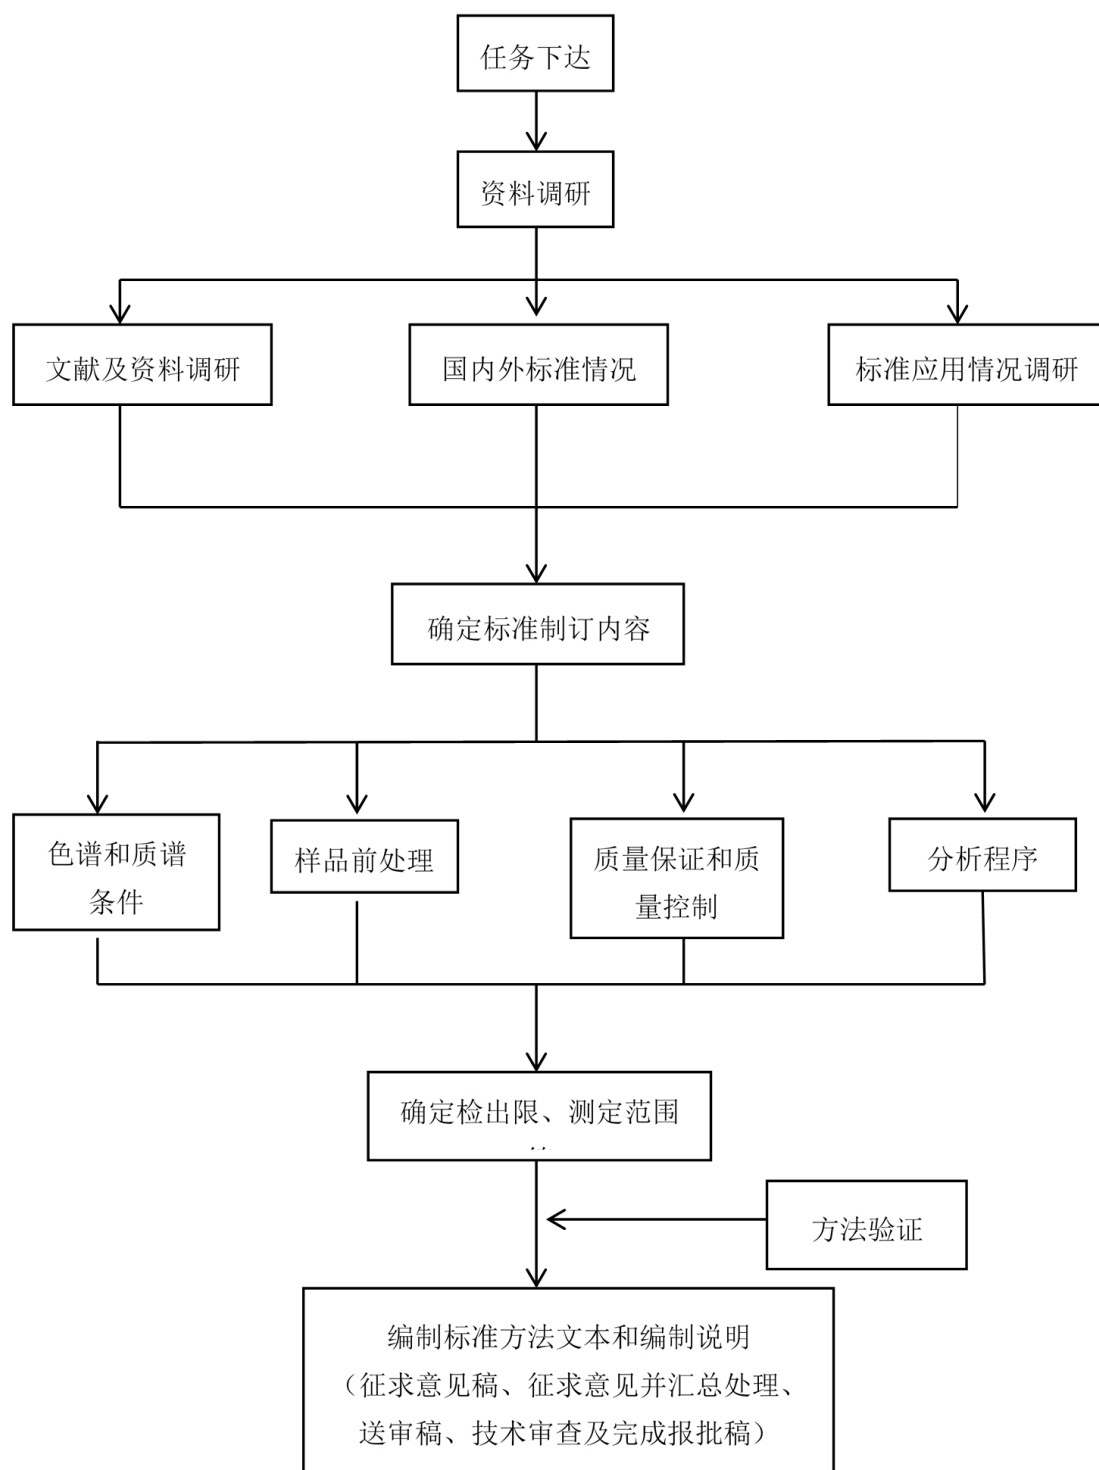 任务下达
资料调研
文献及资料调研
国内外标准情况
标准应用情况调研
确定标准制订内容
色谱和质谱
条件
样品前处理
质量保证和质
量控制
分析程序
确定检出限、测定范围
方法验证
编制标准方法文本和编制说明
（征求意见稿、征求意见并汇总处理、
送审稿、技术审查及完成报批稿）